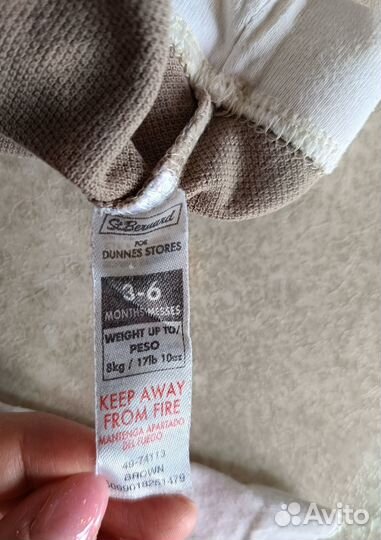 St. Bernard
FOR
DUNNES STORES
3-6
MONTHS/MESSES
WEIGHT UP TO/
PESO
8kg / 17lb 10oz
KEEP AWAY
FROM FIRE
MANTENGA APARTADO
DEL FUEGO
49-74113
BROWN
Avito